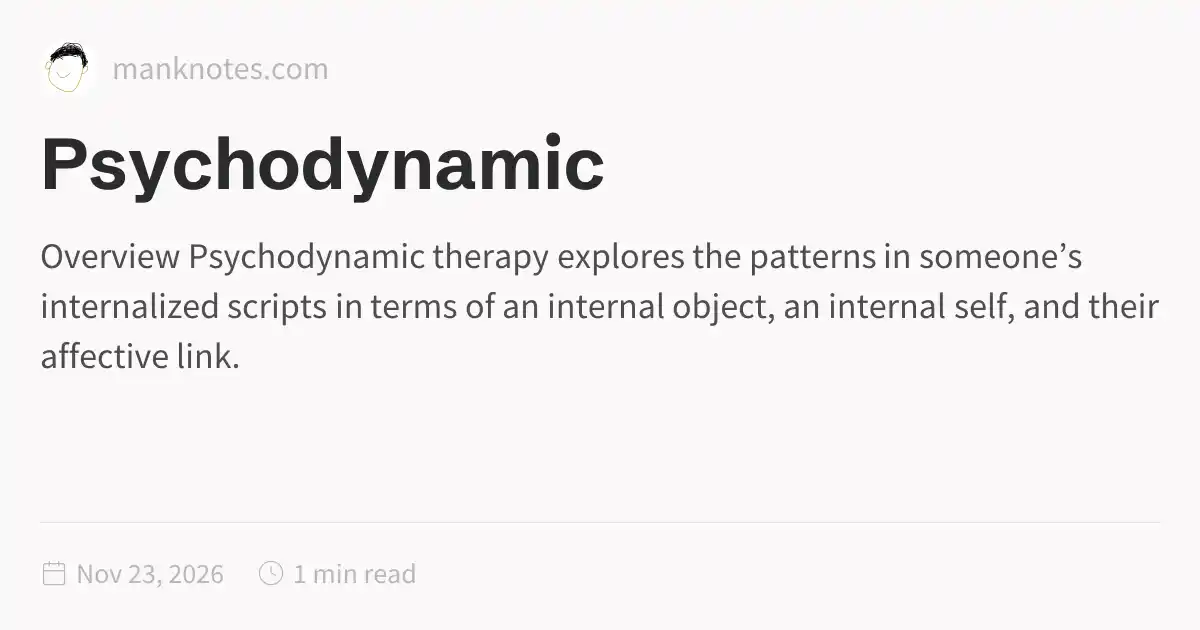 manknotes.com
Psychodynamic
Overview Psychodynamic therapy explores the patterns in someone’s
internalized scripts in terms of an internal object, an internal self, and their
affective link.
Nov 23, 2026 1 min read